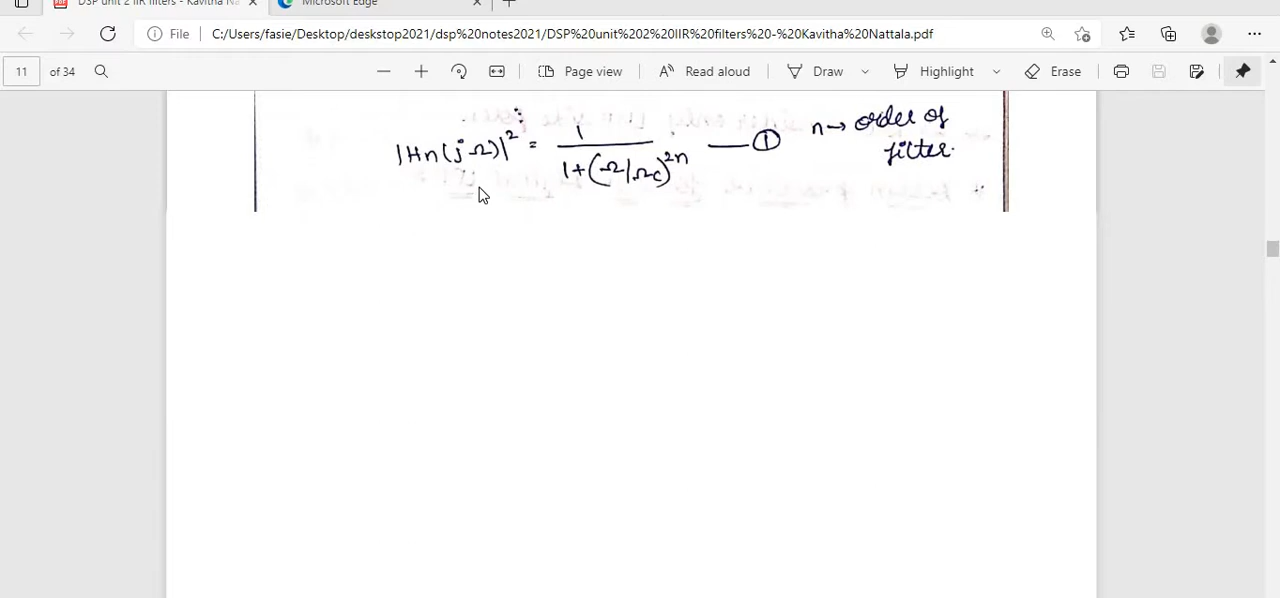 DSP unit 2 IIR filters - Kavitha Na
Microsoft Edge
File
C:/Users/fasie/Desktop/deskstop2021/dsp%20notes2021/DSP%20unit%202%20IIR%20filters%20-%20Kavitha%20Nattala.pdf
11 of 34
Page view
Read aloud
Draw
Highlight
Erase
|Hn(jΩ)|² = 1 / 1+(Ω/Ωc)²ⁿ — ① n→ order of
filter.